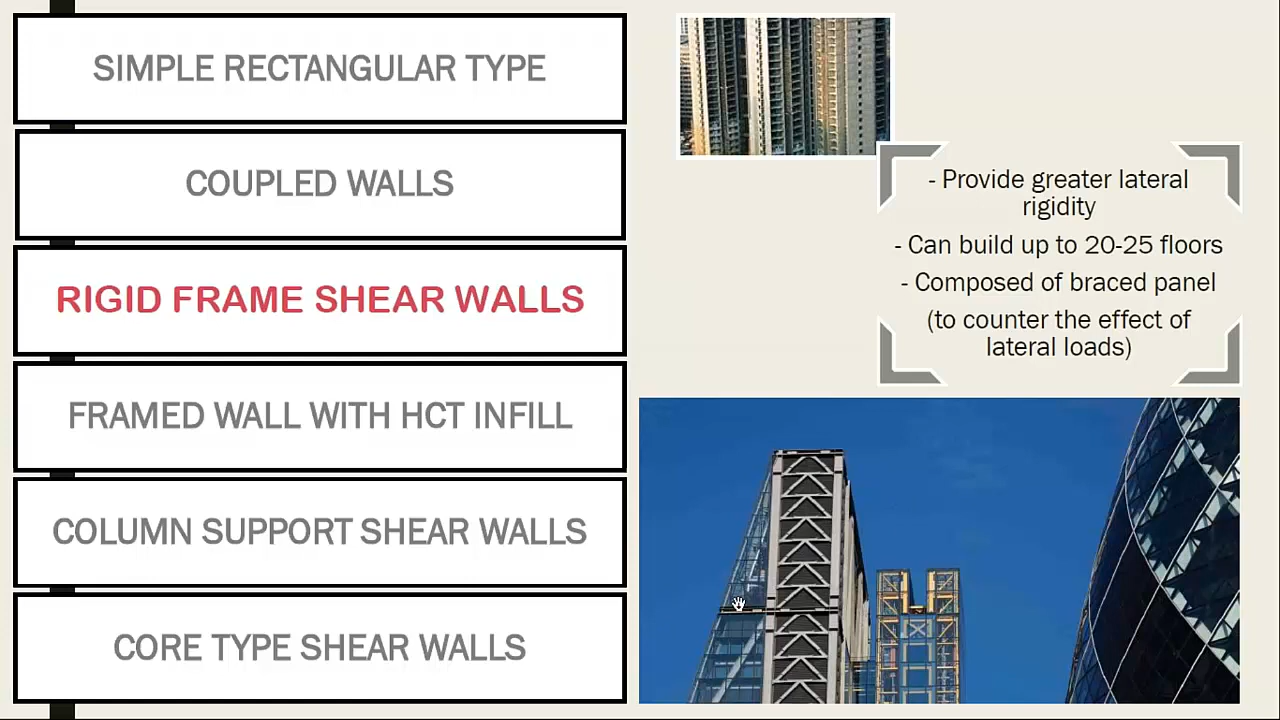 SIMPLE RECTANGULAR TYPE
COUPLED WALLS
RIGID FRAME SHEAR WALLS
FRAMED WALL WITH HCT INFILL
COLUMN SUPPORT SHEAR WALLS
CORE TYPE SHEAR WALLS
- Provide greater lateral
rigidity
- Can build up to 20-25 floors
- Composed of braced panel
(to counter the effect of
lateral loads)